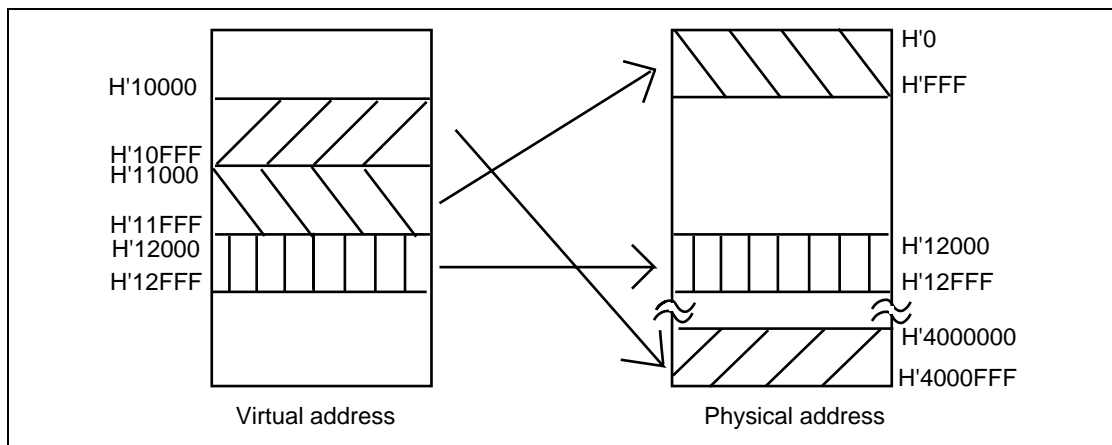 H'10000
H'10FFF
H'11000
H'11FFF
H'12000
H'12FFF
Virtual address
H'0
H'FFF
H'12000
H'12FFF
H'4000000
H'4000FFF
Physical address